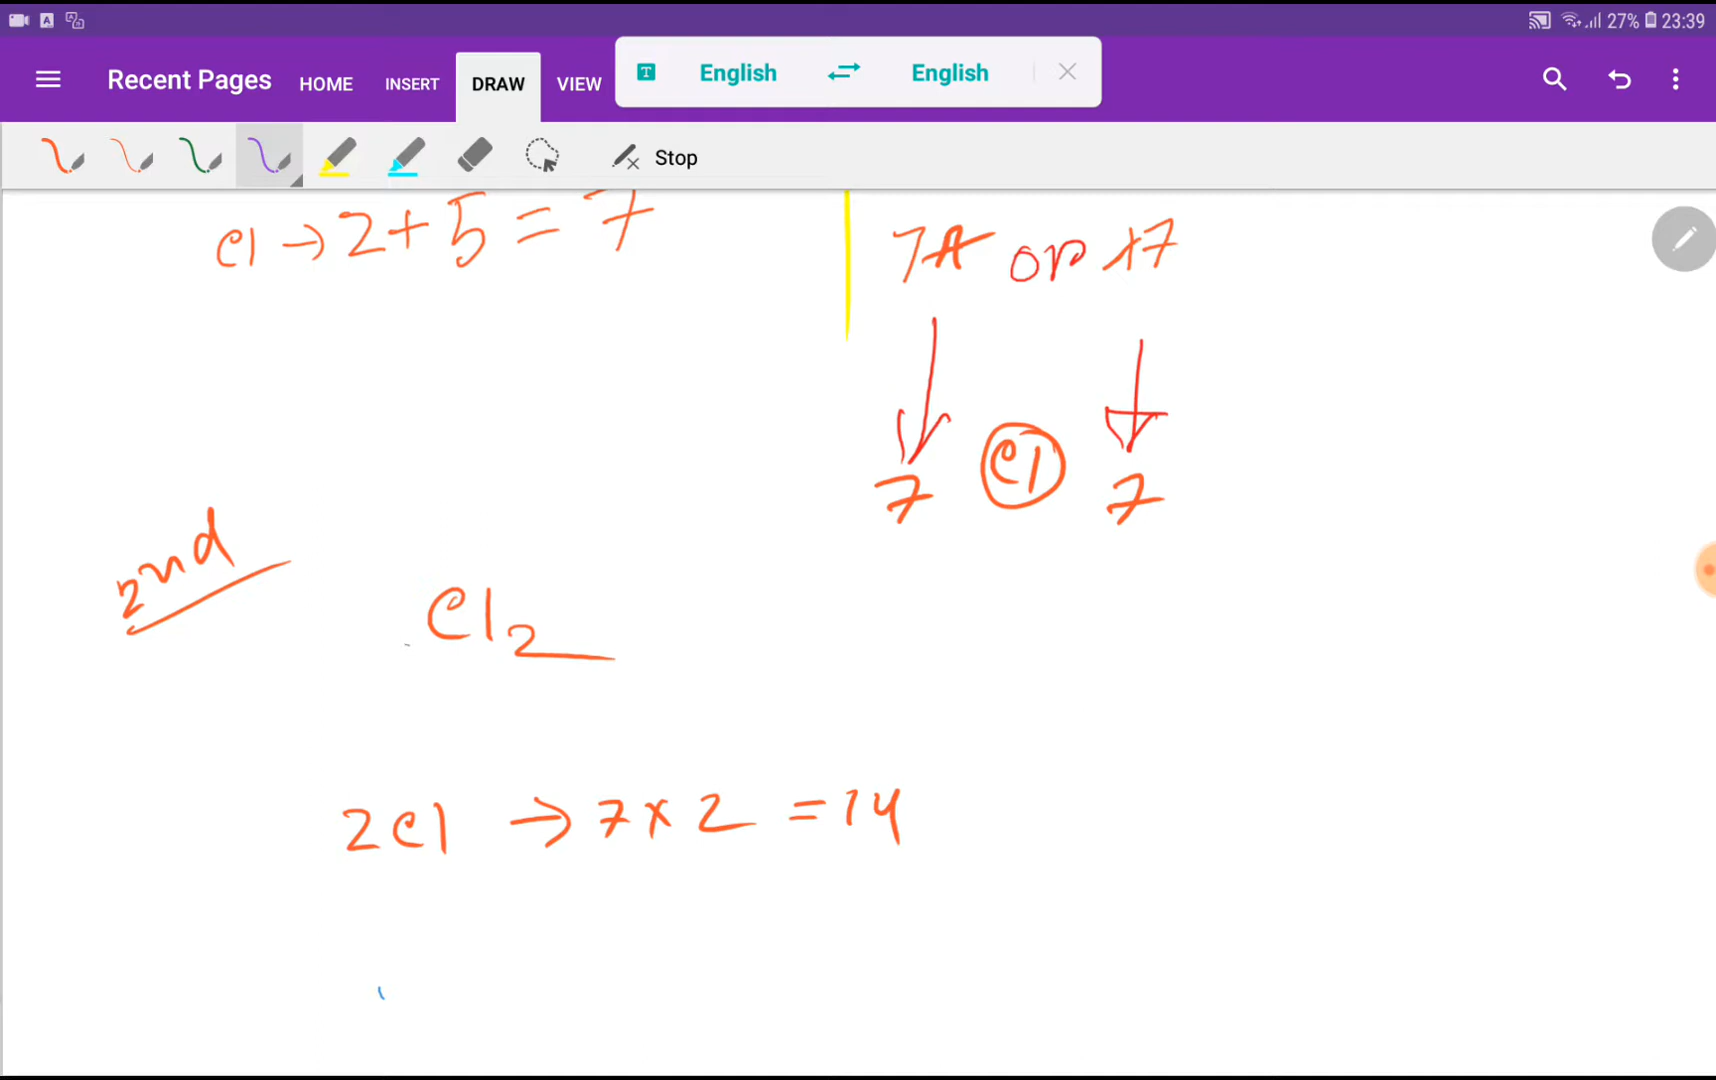 27% 23:39
Recent Pages HOME INSERT DRAW VIEW
English English
Stop
Cl → 2 + 5 = 7
7A or 17
7 Cl 7
2nd
Cl2
2Cl → 7 × 2 = 14